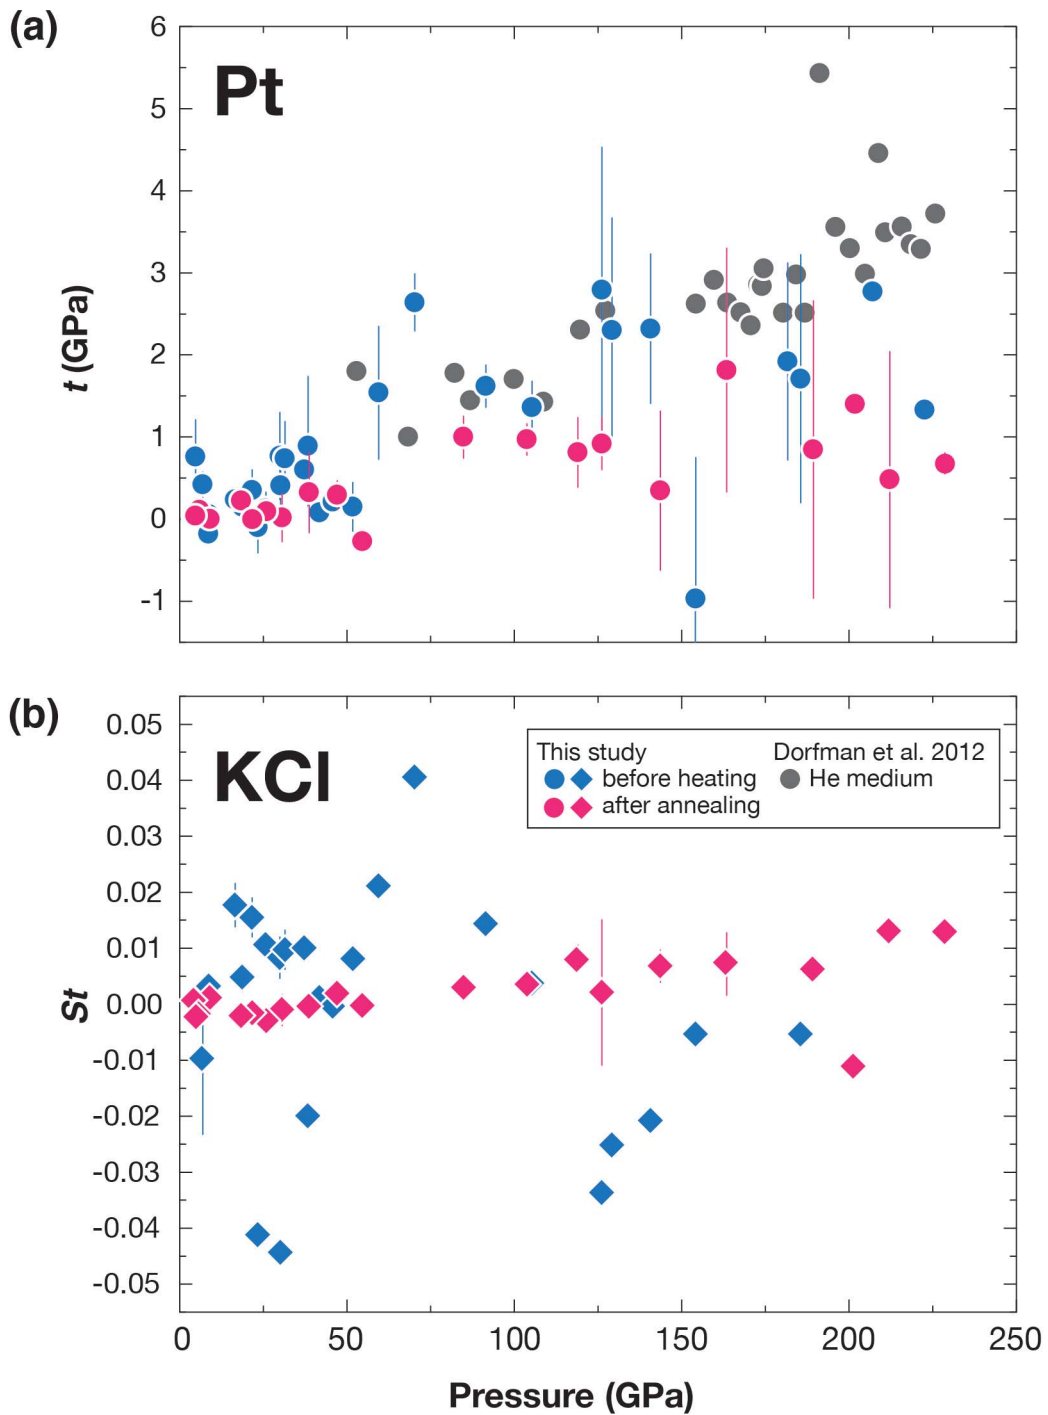 (a)
Pt
6
5
4
3
2
1
0
-1
t (GPa)
(b)
KCl
This study
before heating
after annealing
Dorfman et al. 2012
He medium
0.05
0.04
0.03
0.02
0.01
0.00
-0.01
-0.02
-0.03
-0.04
-0.05
St
0 50 100 150 200 250
Pressure (GPa)